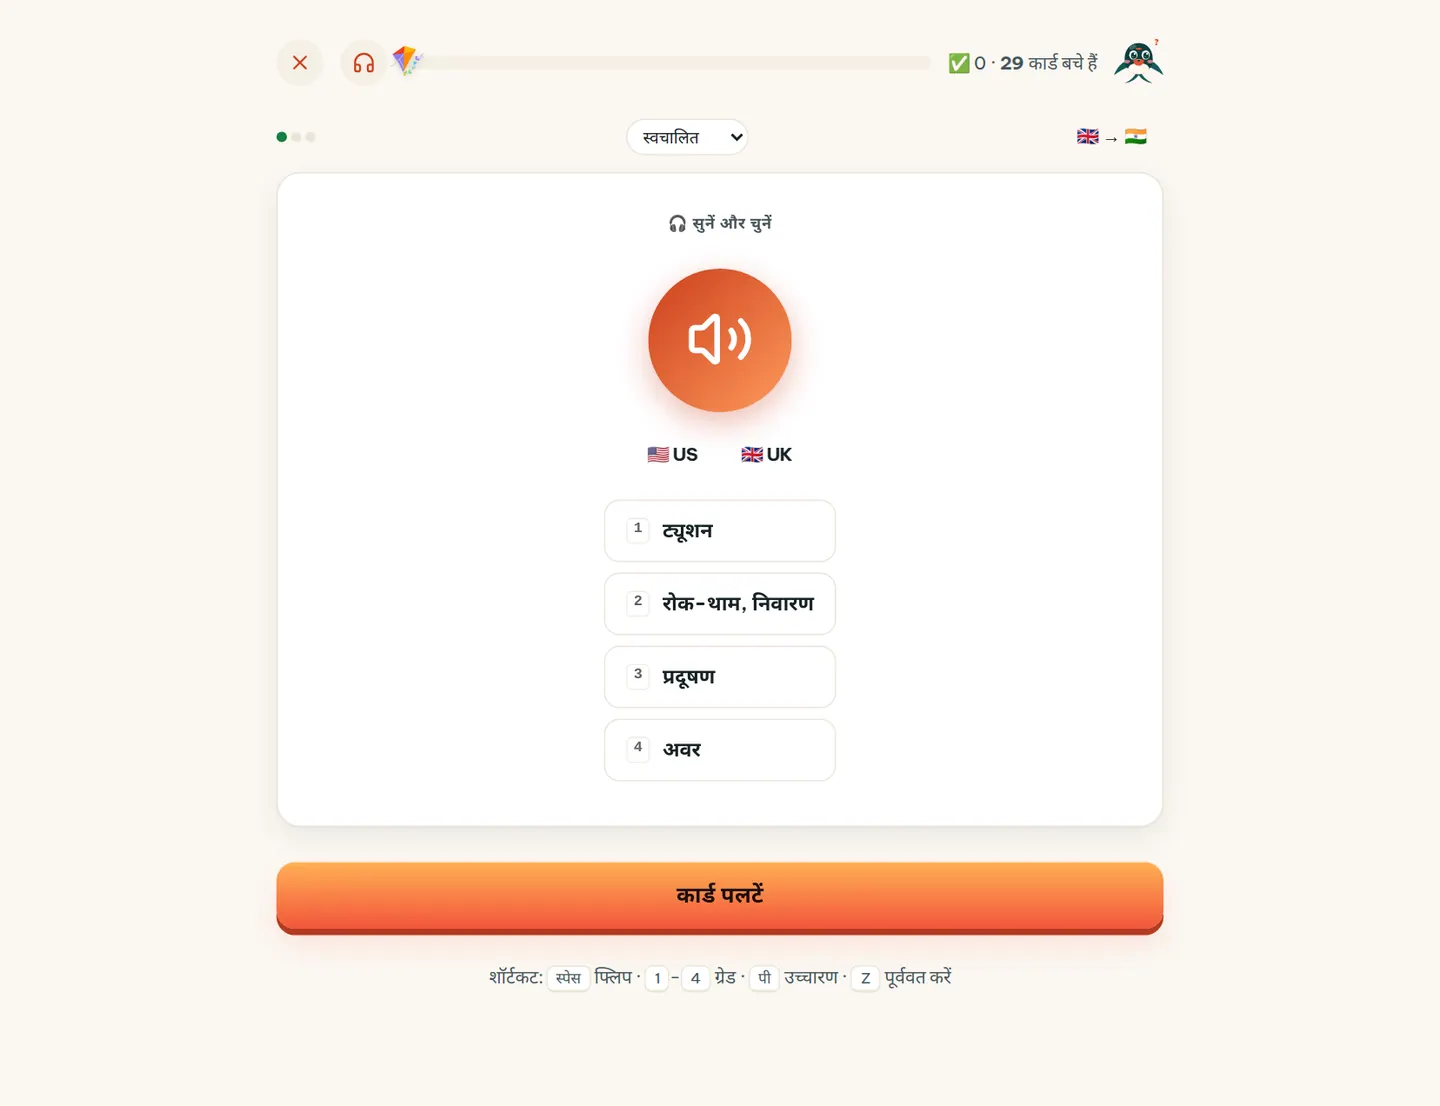 ✅ 0 · 29 कार्ड बचे हैं
स्वचालित
🇬🇧 → 🇮🇳
🎧 सुनें और चुनें
🇺🇸 US 🇬🇧 UK
1 ट्यूशन
2 रोक-थाम, निवारण
3 प्रदूषण
4 अवर
कार्ड पलटें
शॉर्टकट: स्पेस फ्लिप · 1 - 4 ग्रेड · पी उच्चारण · Z पूर्ववत करें